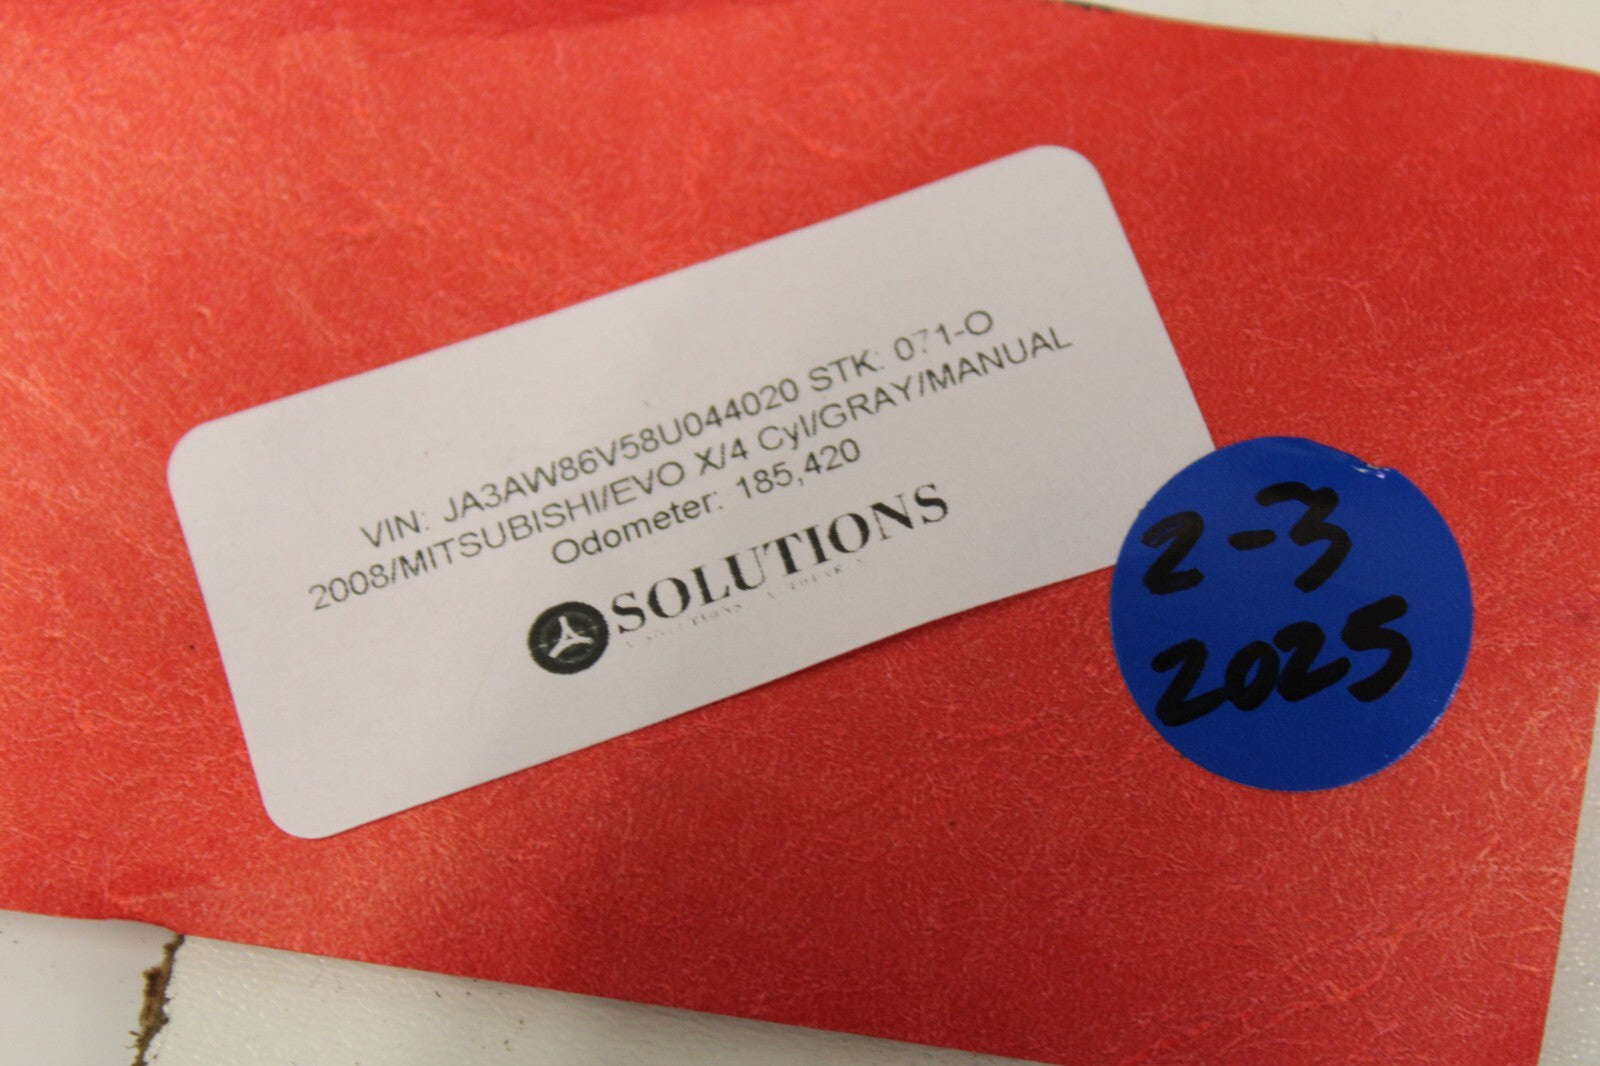 VIN: JA3AW86V58U044020 STK: 071-O
2008/MITSUBISHI/EVO X/4 Cyl/GRAY/MANUAL
Odometer: 185,420
SOLUTIONS
2-3
2025